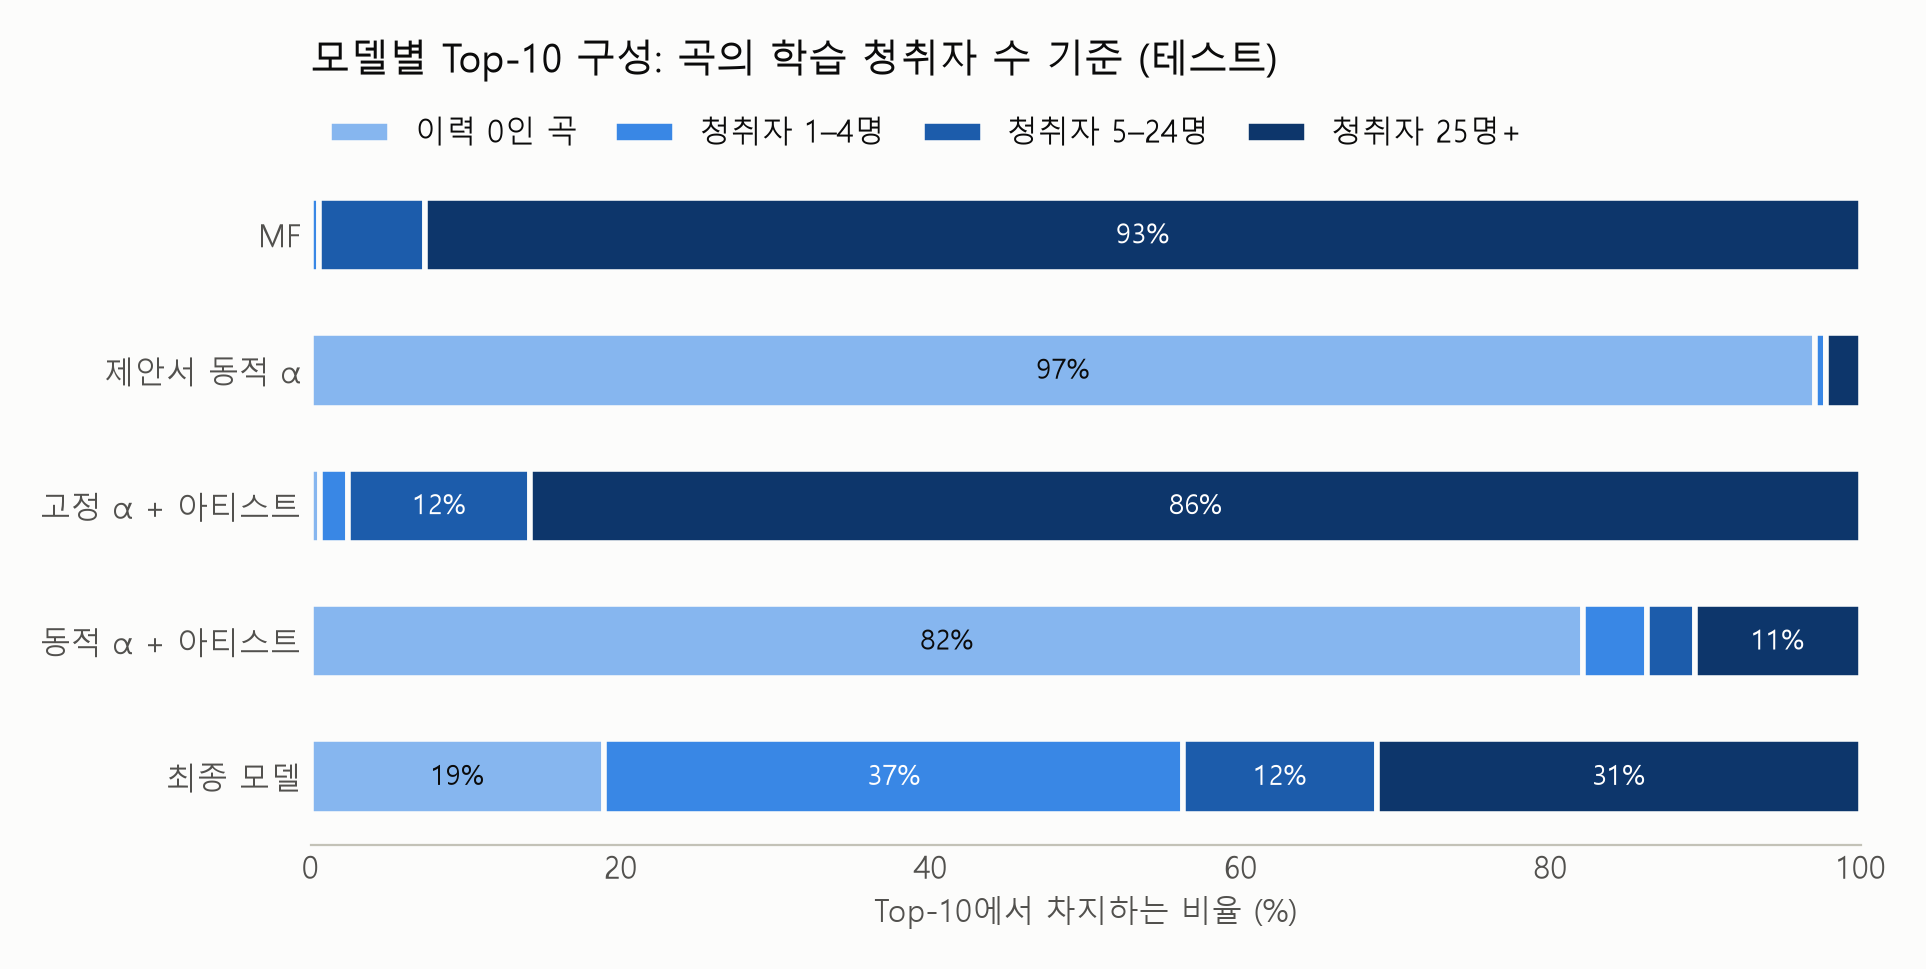 모델별 Top-10 구성: 곡의 학습 청취자 수 기준 (테스트)
이력 0인 곡 청취자 1–4명 청취자 5–24명 청취자 25명+
MF 93%
제안서 동적 α 97%
고정 α + 아티스트 12% 86%
동적 α + 아티스트 82% 11%
최종 모델 19% 37% 12% 31%
0 20 40 60 80 100
Top-10에서 차지하는 비율 (%)